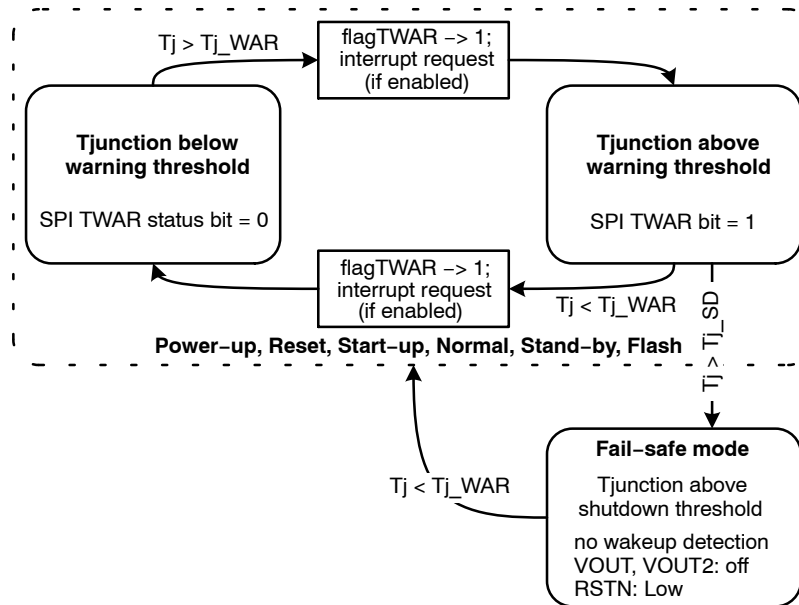 Tj > Tj_WAR
flagTWAR −> 1;
interrupt request
(if enabled)
Tjunction below
warning threshold
SPI TWAR status bit = 0
Tjunction above
warning threshold
SPI TWAR bit = 1
flagTWAR −> 1;
interrupt request
(if enabled)
Tj < Tj_WAR
Tj > Tj_SD
Power−up, Reset, Start−up, Normal, Stand−by, Flash
Tj < Tj_WAR
Fail−safe mode
Tjunction above
shutdown threshold
no wakeup detection
VOUT, VOUT2: off
RSTN: Low